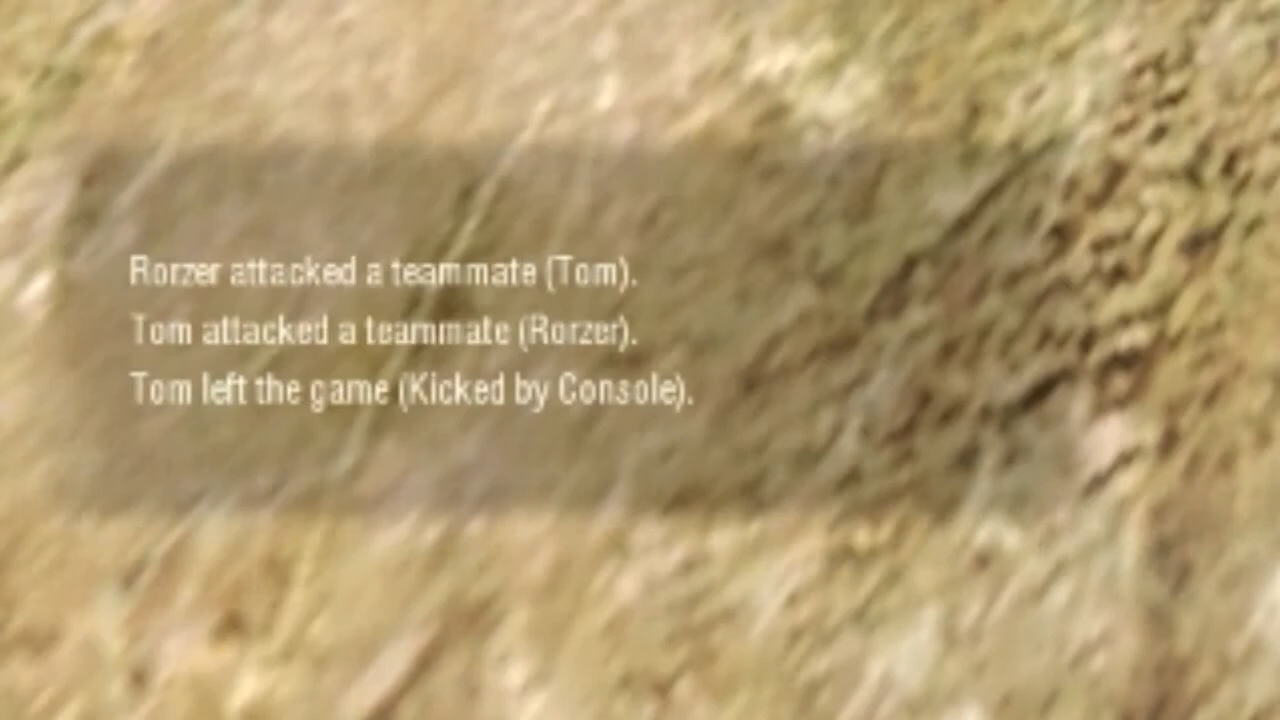 Rorzer attacked a teammate (Tom).
Tom attacked a teammate (Rorzer).
Tom left the game (Kicked by Console).